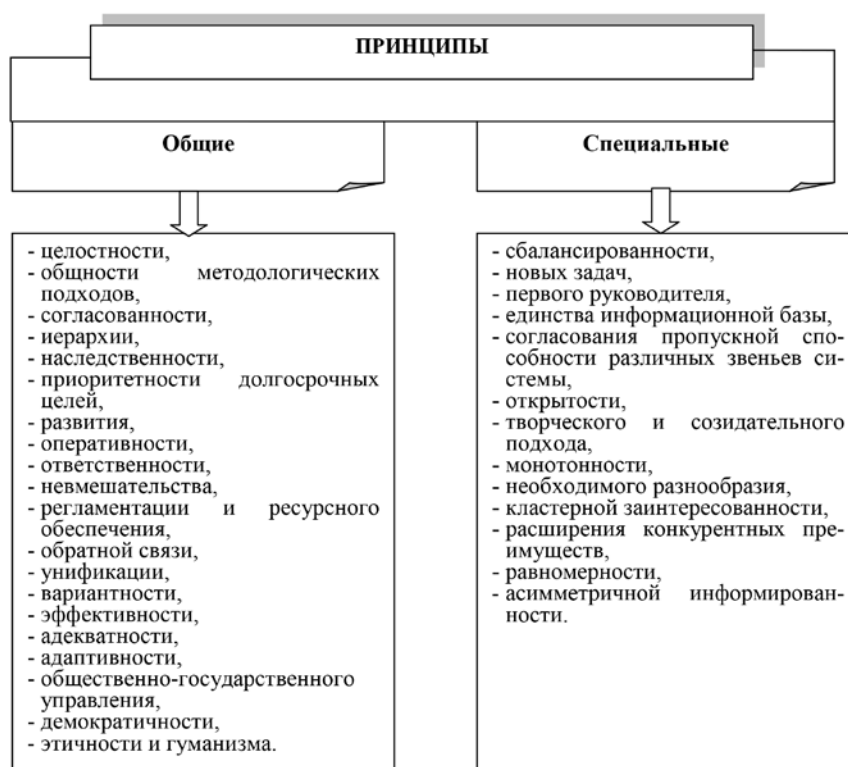 ПРИНЦИПЫ
Общие
- целостности,
- общности методологических
подходов,
- согласованности,
- иерархии,
- наследственности,
- приоритетности долгосрочных
целей,
- развития,
- оперативности,
- ответственности,
- невмешательства,
- регламентации и ресурсного
обеспечения,
- обратной связи,
- унификации,
- вариантности,
- эффективности,
- адекватности,
- адаптивности,
- общественно-государственного
управления,
- демократичности,
- этичности и гуманизма.
Специальные
- сбалансированности,
- новых задач,
- первого руководителя,
- единства информационной базы,
- согласования пропускной спо-
собности различных звеньев си-
стемы,
- открытости,
- творческого и созидательного
подхода,
- монотонности,
- необходимого разнообразия,
- кластерной заинтересованности,
- расширения конкурентных пре-
имуществ,
- равномерности,
- асимметричной информирован-
ности.